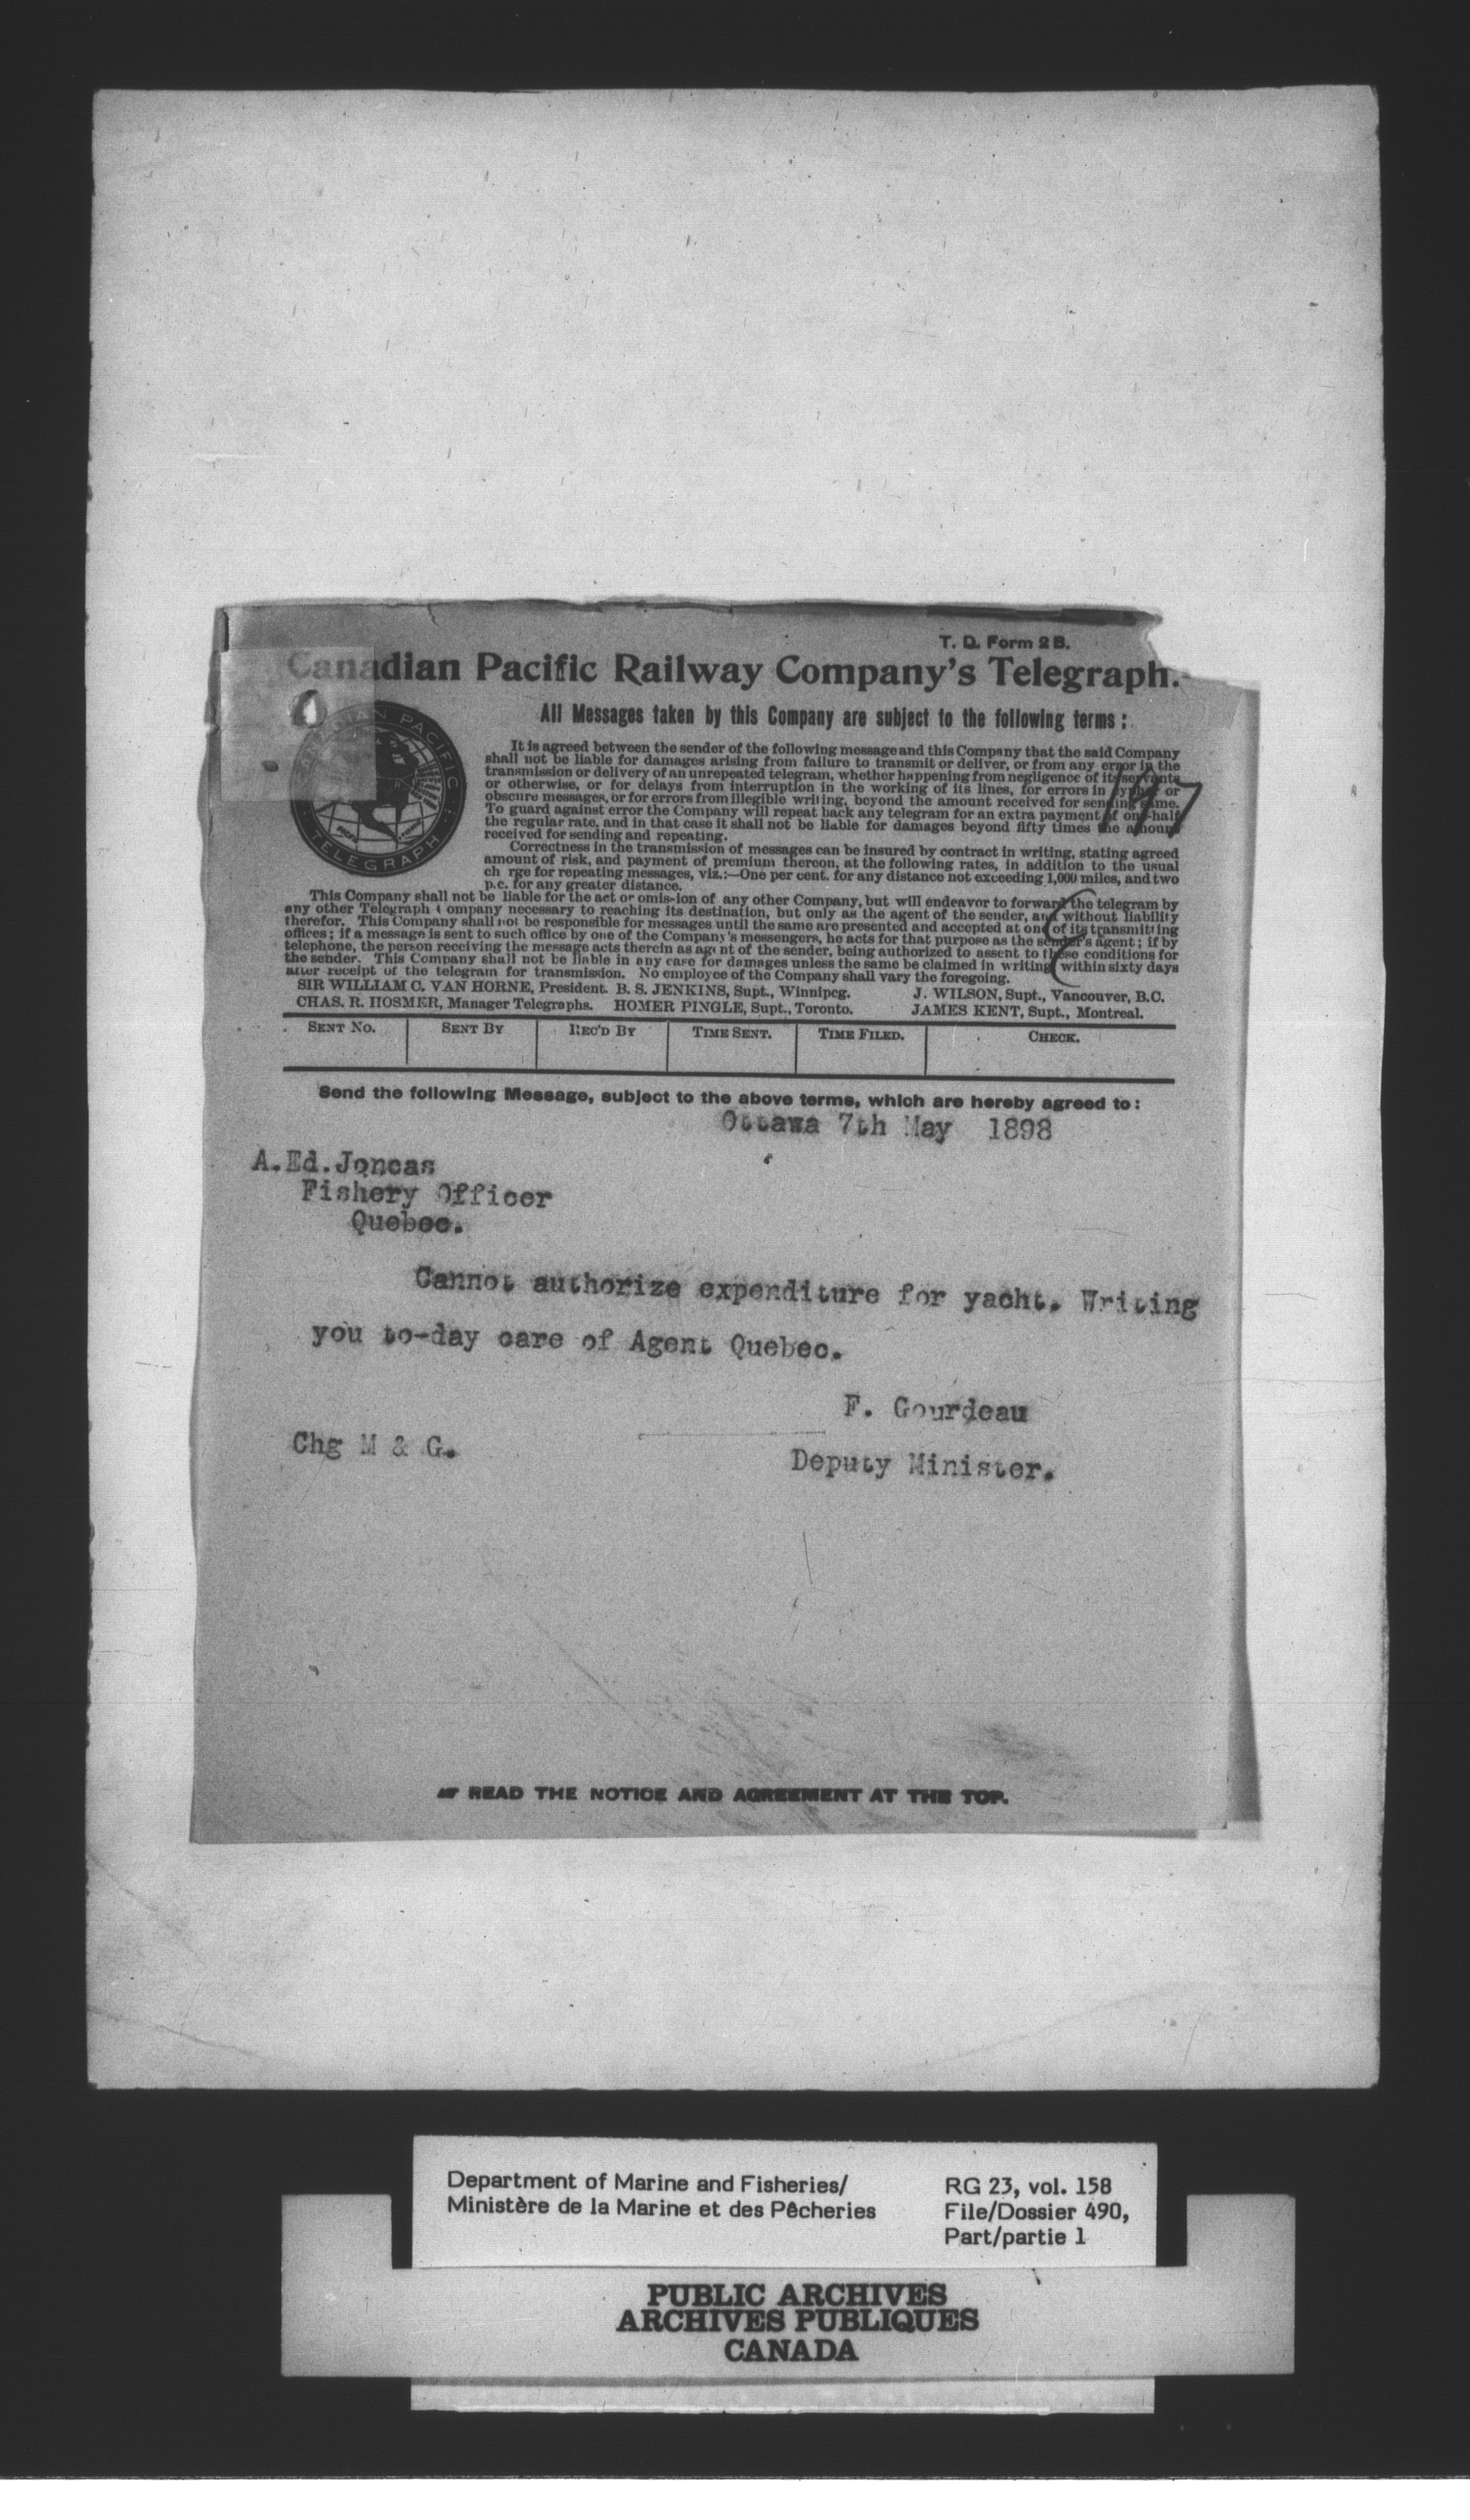 T. D. Form 2 B.
Canadian Pacific Railway Company's Telegraph.
All Messages taken by this Company are subject to the following terms :
CANADIAN PACIFIC
TELEGRAPH
It is agreed between the sender of the following message and this Company that the said Company
shall not be liable for damages arising from failure to transmit or deliver, or from any error in the
transmission or delivery of an unrepeated telegram, whether happening from negligence of its servants
or otherwise, or for delays from interruption in the working of its lines, for errors in cypher or
obscure messages, or for errors from illegible writing, beyond the amount received for sending same.
To guard against error the Company will repeat back any telegram for an extra payment of one-half
the regular rate, and in that case it shall not be liable for damages beyond fifty times the amount
received for sending and repeating.
Correctness in the transmission of messages can be insured by contract in writing, stating agreed
amount of risk, and payment of premium thereon, at the following rates, in addition to the usual
ch rge for repeating messages, viz.:—One per cent. for any distance not exceeding 1,000 miles, and two
p.c. for any greater distance.
This Company shall not be liable for the act or omis-ion of any other Company, but will endeavor to forward the telegram by
any other Telegraph Company necessary to reaching its destination, but only as the agent of the sender, and without liability
therefor. This Company shall not be responsible for messages until the same are presented and accepted at one of its transmitting
offices; if a message is sent to such office by one of the Company's messengers, he acts for that purpose as the sender's agent; if by
telephone, the person receiving the message acts therein as agent of the sender, being authorized to assent to these conditions for
the sender. This Company shall not be liable in any case for damages unless the same be claimed in writing within sixty days
after receipt of the telegram for transmission. No employee of the Company shall vary the foregoing.
SIR WILLIAM C. VAN HORNE, President. B. S. JENKINS, Supt., Winnipeg. J. WILSON, Supt., Vancouver, B.C.
CHAS. R. HOSMER, Manager Telegraphs. HOMER PINGLE, Supt., Toronto. JAMES KENT, Supt., Montreal.
SENT NO. SENT BY REC'D BY TIME SENT. TIME FILED. CHECK.
Send the following Message, subject to the above terms, which are hereby agreed to:
Ottawa 7th May 1898
A.Ed.Joncas
Fishery Officer
Quebec.
Cannot authorize expenditure for yacht. Writing
you to-day care of Agent Quebec.
F. Gourdeau
Chg M & G.
Deputy Minister.
READ THE NOTICE AND AGREEMENT AT THE TOP.
Department of Marine and Fisheries/
Ministère de la Marine et des Pêcheries
RG 23, vol. 158
File/Dossier 490,
Part/partie 1
PUBLIC ARCHIVES
ARCHIVES PUBLIQUES
CANADA